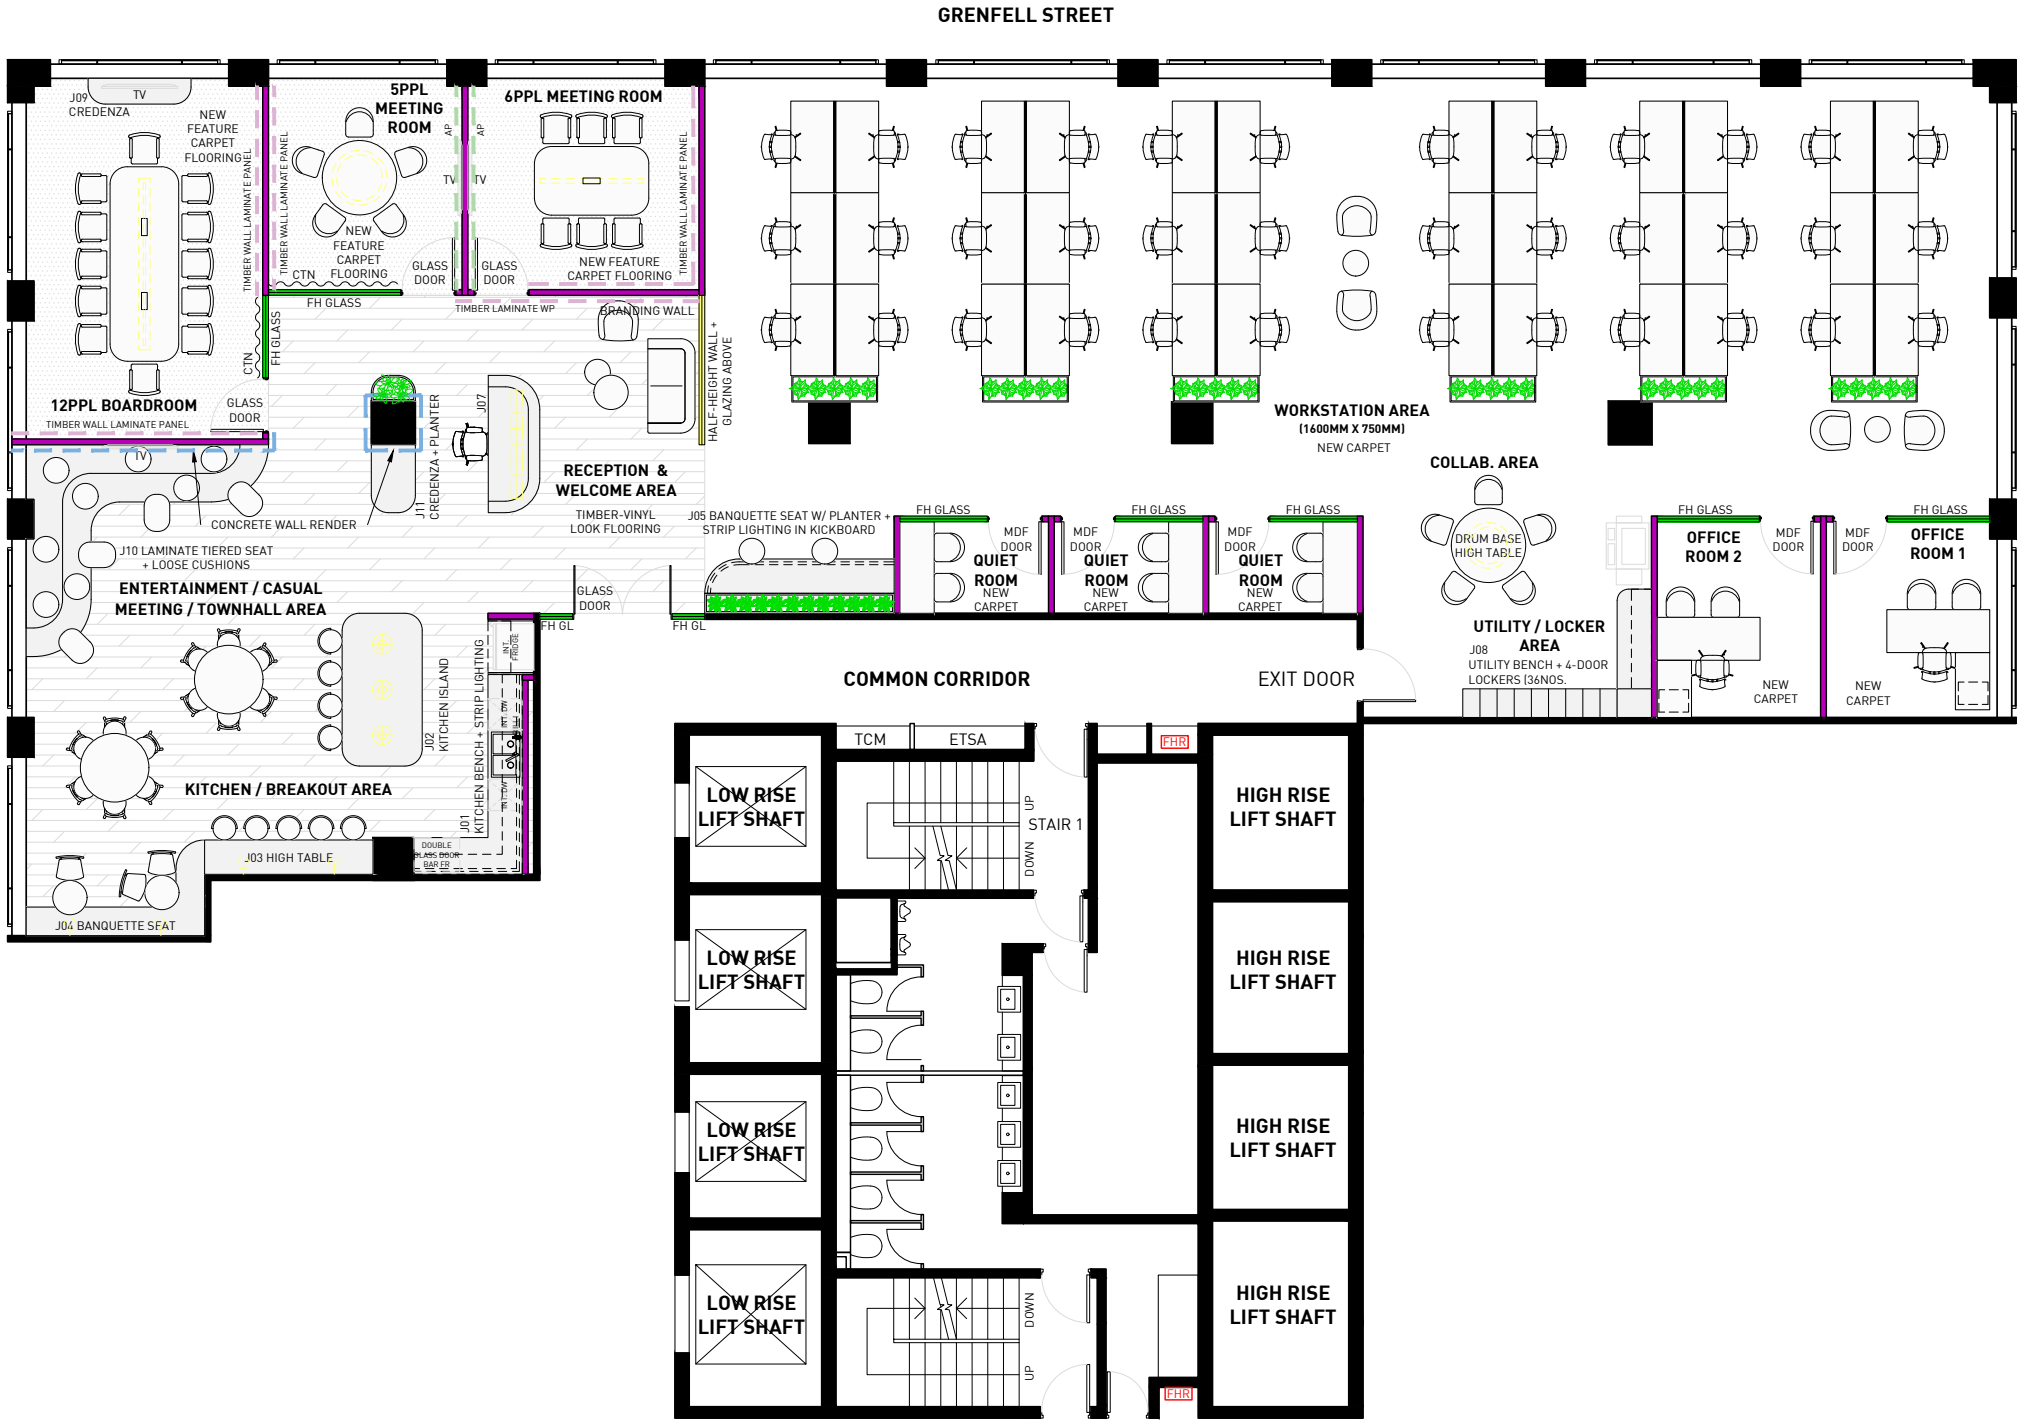 GRENFELL STREET
J09
CREDENZA
TV
NEW
FEATURE
CARPET
FLOORING
TIMBER WALL LAMINATE PANEL
TIMBER WALL LAMINATE PANEL
5PPL
MEETING
ROOM
AP
AP
TV
TV
6PPL MEETING ROOM
TIMBER WALL LAMINATE PANEL
NEW
FEATURE
CARPET
FLOORING
CTN
GLASS
DOOR
GLASS
DOOR
NEW FEATURE
CARPET FLOORING
FH GLASS
FH GLASS
CTN
TIMBER LAMINATE WP
BRANDING WALL
HALF-HEIGHT WALL +
GLAZING ABOVE
12PPL BOARDROOM
GLASS
DOOR
TIMBER WALL LAMINATE PANEL
TV
J07
J11
CREDENZA + PLANTER
RECEPTION &
WELCOME AREA
TIMBER-VINYL
LOOK FLOORING
CONCRETE WALL RENDER
J10 LAMINATE TIERED SEAT
+ LOOSE CUSHIONS
ENTERTAINMENT / CASUAL
MEETING / TOWNHALL AREA
WORKSTATION AREA
(1600MM X 750MM)
NEW CARPET
COLLAB. AREA
DRUM BASE
HIGH TABLE
J05 BANQUETTE SEAT W/ PLANTER +
STRIP LIGHTING IN KICKBOARD
FH GLASS
FH GLASS
FH GLASS
FH GLASS
FH GLASS
MDF
DOOR
MDF
DOOR
MDF
DOOR
MDF
DOOR
MDF
DOOR
QUIET
ROOM
NEW
CARPET
QUIET
ROOM
NEW
CARPET
QUIET
ROOM
NEW
CARPET
OFFICE
ROOM 2
OFFICE
ROOM 1
GLASS
DOOR
FH GL
FH GL
INT.
FRIDGE
UTILITY / LOCKER
AREA
J08
UTILITY BENCH + 4-DOOR
LOCKERS (36NOS.
NEW
CARPET
NEW
CARPET
COMMON CORRIDOR
EXIT DOOR
J02
KITCHEN ISLAND
J01
KITCHEN BENCH + STRIP LIGHTING
INT. DW
INT. DW
KITCHEN / BREAKOUT AREA
J03 HIGH TABLE
DOUBLE
GLASS DOOR
BAR FR
J04 BANQUETTE SEAT
TCM
ETSA
FHR
UP
STAIR 1
DOWN
LOW RISE
LIFT SHAFT
HIGH RISE
LIFT SHAFT
LOW RISE
LIFT SHAFT
HIGH RISE
LIFT SHAFT
LOW RISE
LIFT SHAFT
HIGH RISE
LIFT SHAFT
LOW RISE
LIFT SHAFT
HIGH RISE
LIFT SHAFT
DOWN
UP
FHR